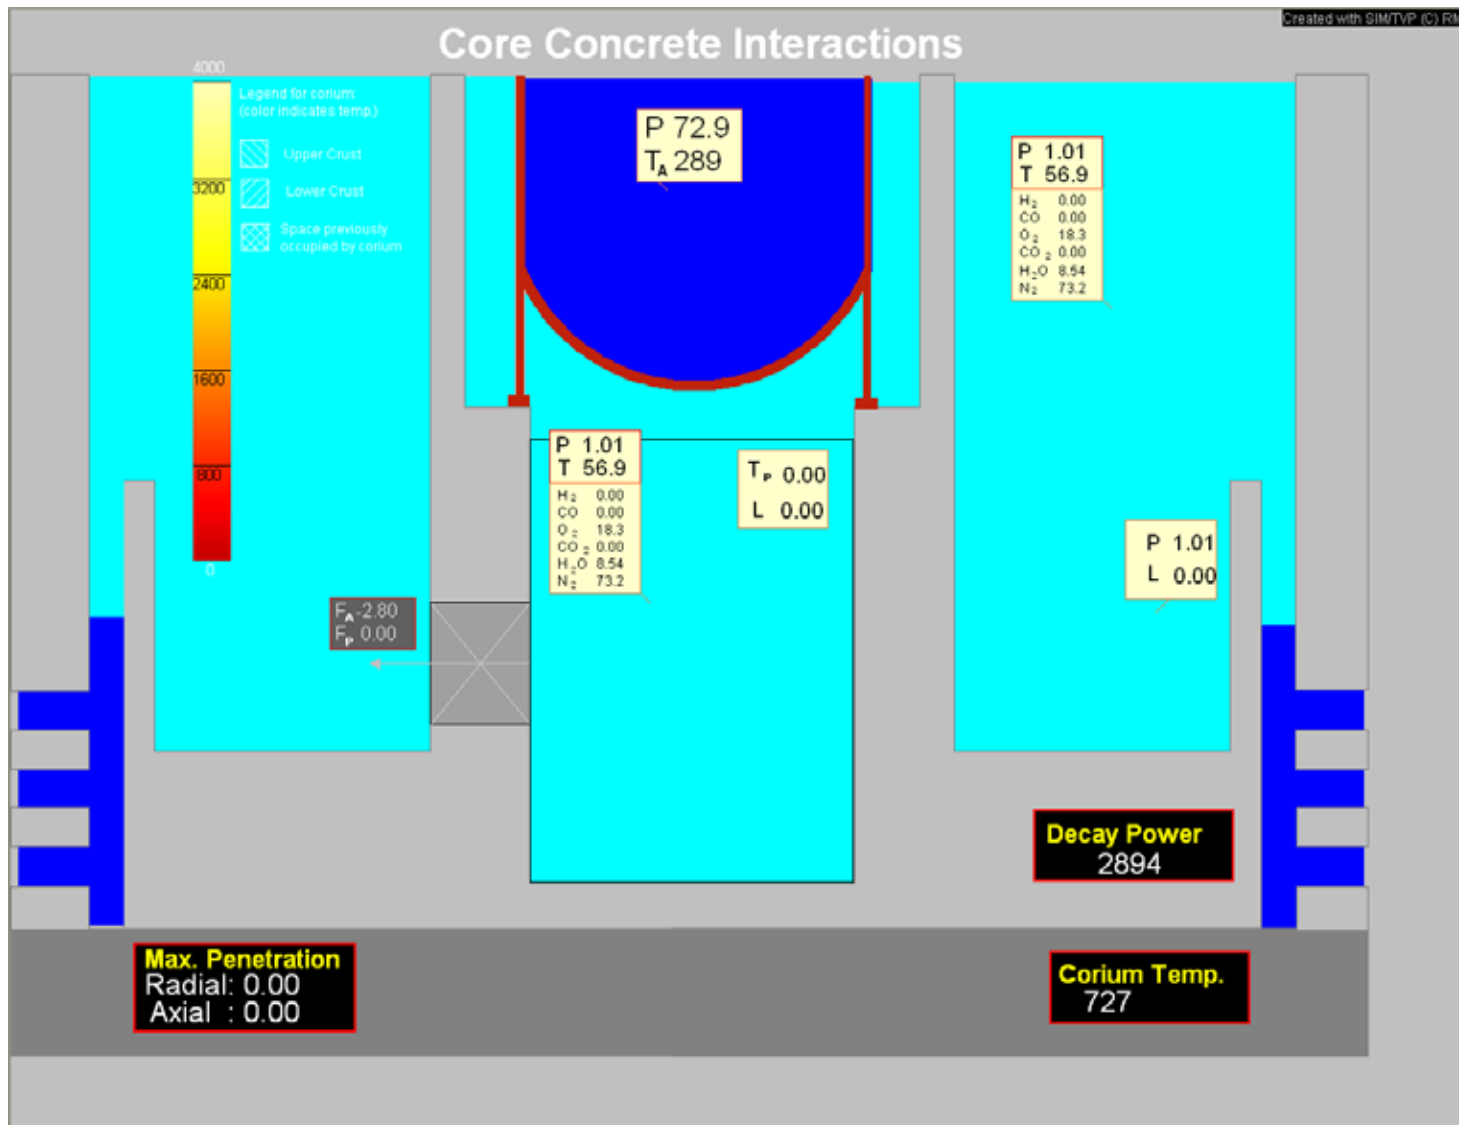 Created with SIM/TVP (C) RM
Core Concrete Interactions
4000
3200
2400
1600
800
0
Legend for corium:
(color indicates temp.)
Upper Crust
Lower Crust
Space previously
occupied by corium
P 72.9
TA 289
P 1.01
T 56.9
H2 0.00
CO 0.00
O2 18.3
CO2 0.00
H2O 8.54
N2 73.2
P 1.01
T 56.9
H2 0.00
CO 0.00
O2 18.3
CO2 0.00
H2O 8.54
N2 73.2
TP 0.00
L 0.00
P 1.01
L 0.00
FA -2.80
FP 0.00
Decay Power
2894
Max. Penetration
Radial: 0.00
Axial : 0.00
Corium Temp.
727